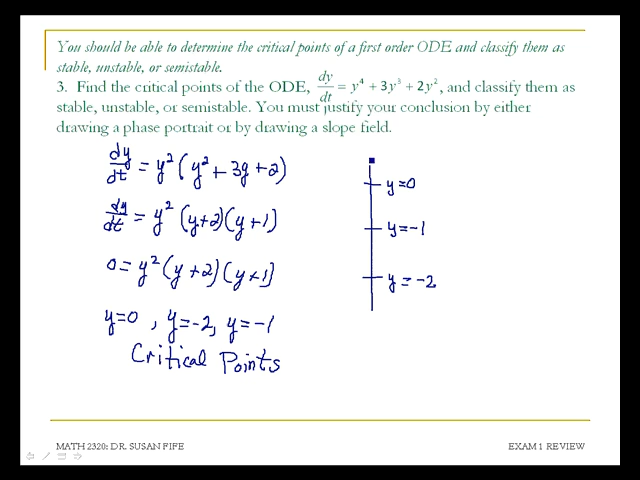 You should be able to determine the critical points of a first order ODE and classify them as
stable, unstable, or semistable.
3. Find the critical points of the ODE, dy/dt = y⁴ + 3y³ + 2y², and classify them as
stable, unstable, or semistable. You must justify your conclusion by either
drawing a phase portrait or by drawing a slope field.
dy/dt = y² (y² + 3y + 2)
dy/dt = y² (y+2)(y+1)
0 = y² (y+2)(y+1)
y=0 , y=-2, y=-1
Critical Points
y=0
y=-1
y=-2
MATH 2320: DR. SUSAN FIFE
EXAM 1 REVIEW